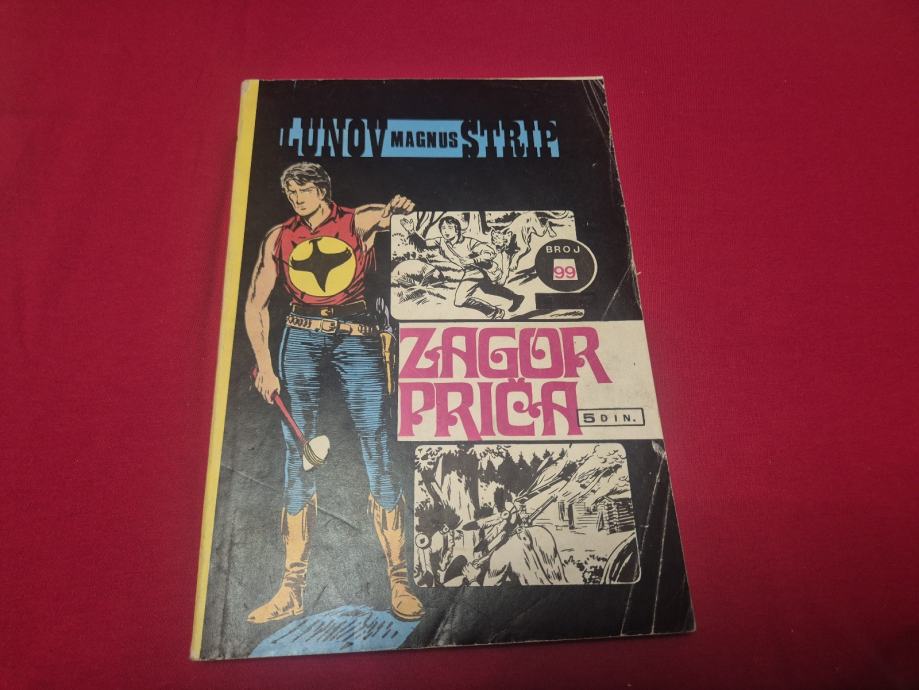 LUNOV MAGNUS STRIP
BROJ
99
ZAGOR
PRIČA
5 DIN.